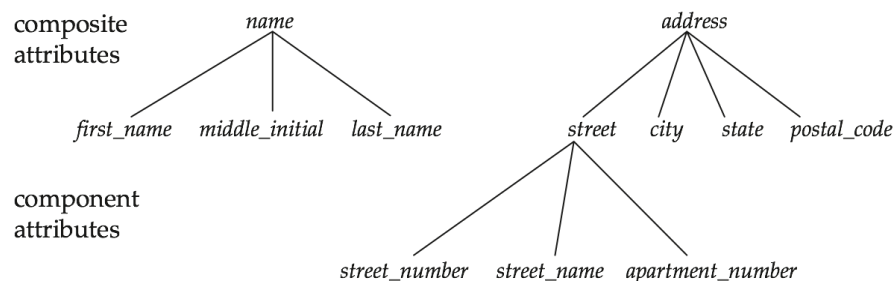 composite attributes
name
address
first_name middle_initial last_name
street city state postal_code
component attributes
street_number street_name apartment_number